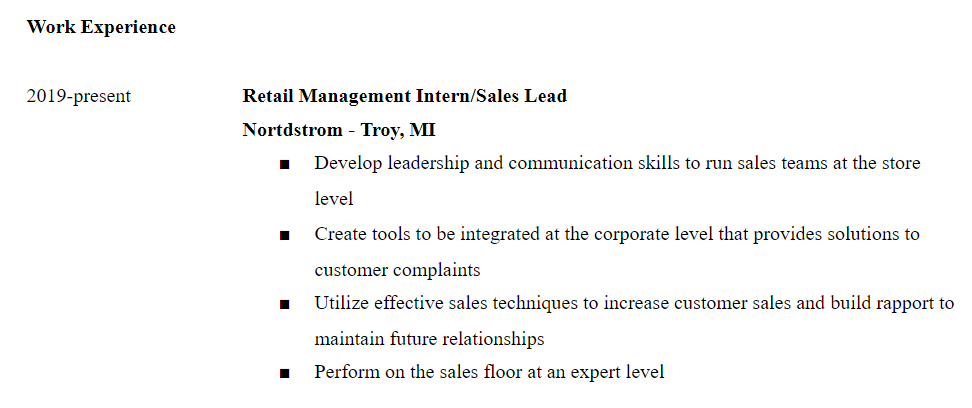 Work Experience
2019-present Retail Management Intern/Sales Lead
Nortdstrom - Troy, MI
■ Develop leadership and communication skills to run sales teams at the store
level
■ Create tools to be integrated at the corporate level that provides solutions to
customer complaints
■ Utilize effective sales techniques to increase customer sales and build rapport to
maintain future relationships
■ Perform on the sales floor at an expert level